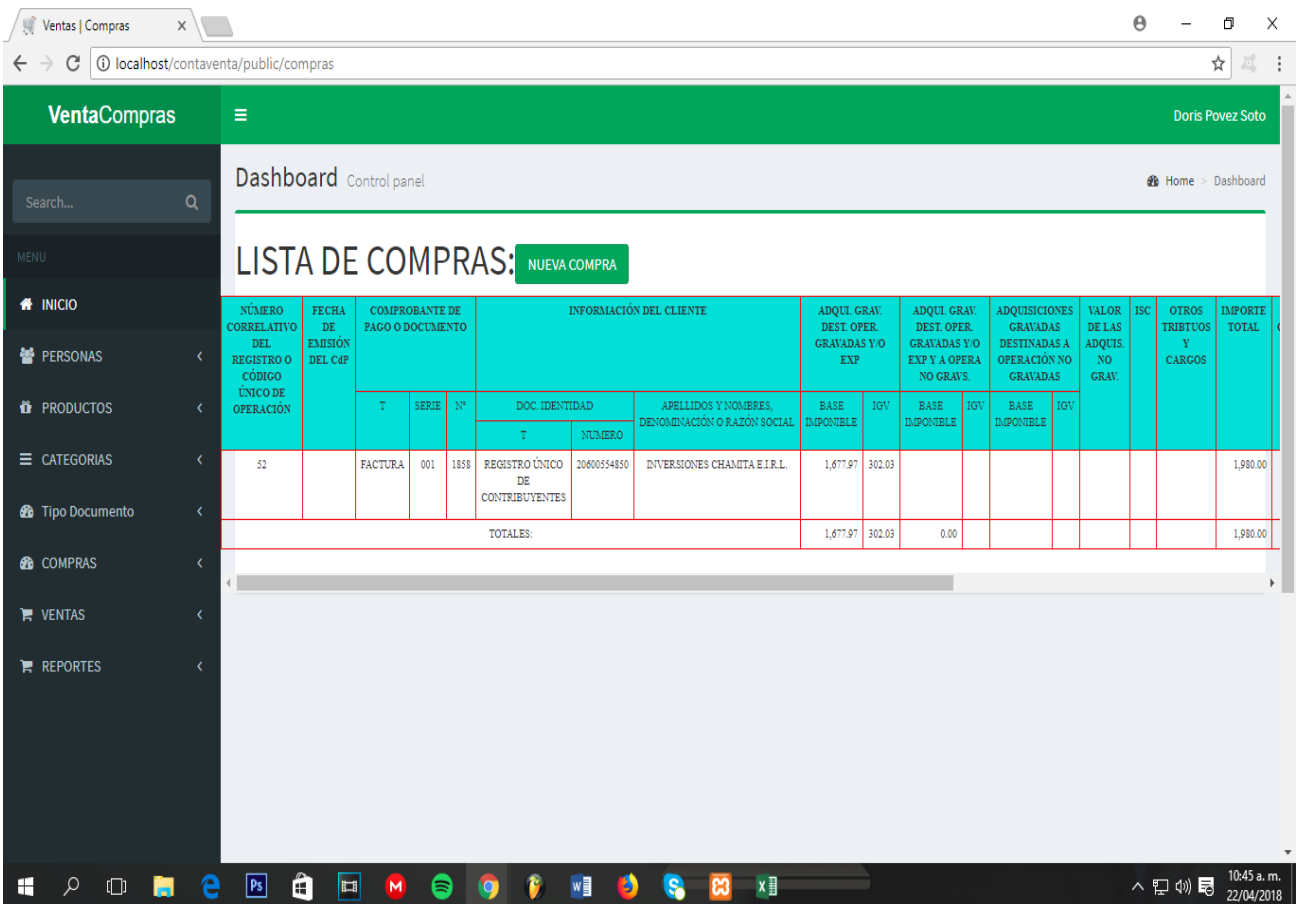 Ventas | Compras
localhost/contaventa/public/compras
VentaCompras
Doris Povez Soto
Search...
MENU
INICIO
PERSONAS
PRODUCTOS
CATEGORIAS
Tipo Documento
COMPRAS
VENTAS
REPORTES
Dashboard Control panel
Home > Dashboard
LISTA DE COMPRAS: NUEVA COMPRA
NÚMERO
CORRELATIVO
DEL
REGISTRO O
CÓDIGO
ÚNICO DE
OPERACIÓN
FECHA
DE
EMISIÓN
DEL CdP
COMPROBANTE DE
PAGO O DOCUMENTO
INFORMACIÓN DEL CLIENTE
ADQUI. GRAV.
DEST. OPER.
GRAVADAS Y/O
EXP
ADQUI. GRAV.
DEST. OPER.
GRAVADAS Y/O
EXP Y A OPERA
NO GRAVS.
ADQUISICIONES
GRAVADAS
DESTINADAS A
OPERACIÓN NO
GRAVADAS
VALOR
DE LAS
ADQUIS.
NO
GRAV.
ISC
OTROS
TRIBTUOS
Y
CARGOS
IMPORTE
TOTAL
T
SERIE
N°
DOC. IDENTIDAD
T
NUMERO
APELLIDOS Y NOMBRES,
DENOMINACIÓN O RAZÓN SOCIAL
BASE
IMPONIBLE
IGV
BASE
IMPONIBLE
IGV
BASE
IMPONIBLE
IGV
52
FACTURA
001
1858
REGISTRO ÚNICO
DE
CONTRIBUYENTES
20600554850
INVERSIONES CHAMITA E.I.R.L.
1,677.97
302.03
1,980.00
TOTALES:
1,677.97
302.03
0.00
1,980.00
10:45 a. m.
22/04/2018